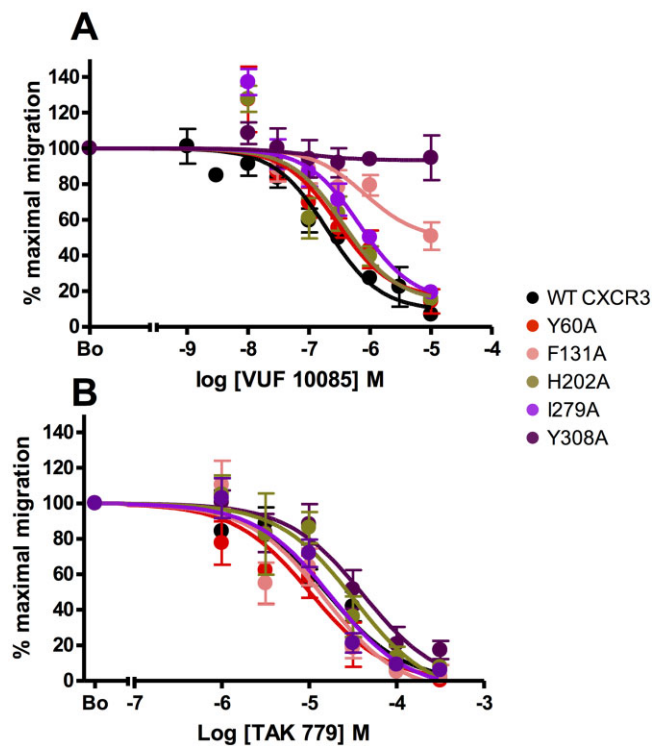 A
% maximal migration
140
120
100
80
60
40
20
0
Bo
-9
-8
-7
-6
-5
-4
log [VUF 10085] M
WT CXCR3
Y60A
F131A
H202A
I279A
Y308A
B
% maximal migration
140
120
100
80
60
40
20
0
Bo
-7
-6
-5
-4
-3
Log [TAK 779] M